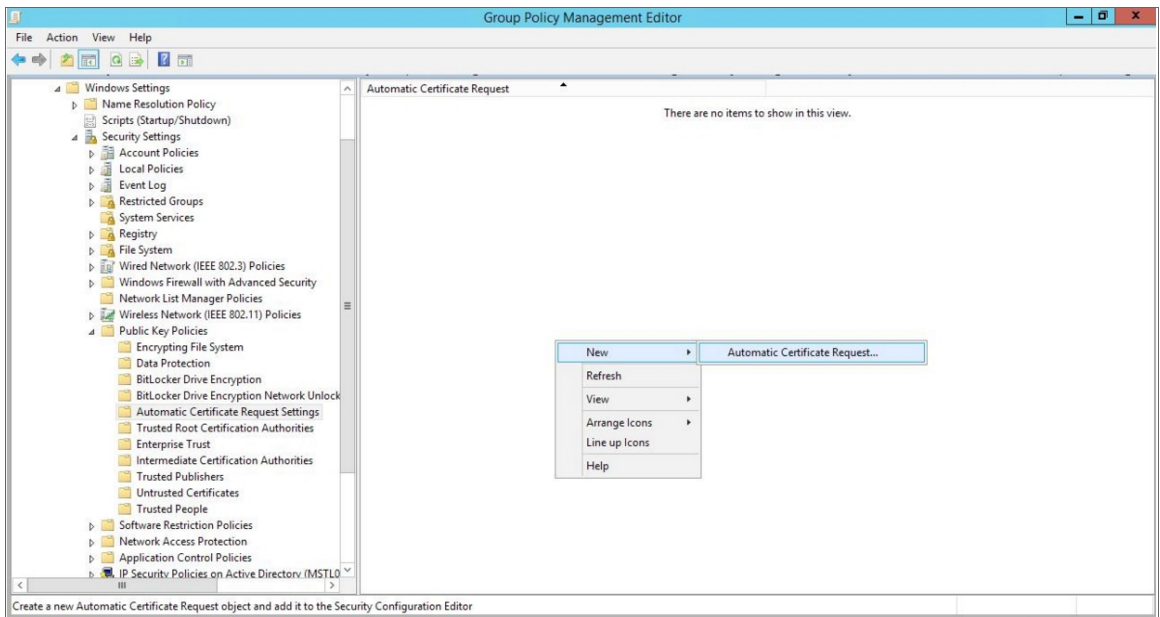 Group Policy Management Editor
File Action View Help
Windows Settings
Name Resolution Policy
Scripts (Startup/Shutdown)
Security Settings
Account Policies
Local Policies
Event Log
Restricted Groups
System Services
Registry
File System
Wired Network (IEEE 802.3) Policies
Windows Firewall with Advanced Security
Network List Manager Policies
Wireless Network (IEEE 802.11) Policies
Public Key Policies
Encrypting File System
Data Protection
BitLocker Drive Encryption
BitLocker Drive Encryption Network Unlock
Automatic Certificate Request Settings
Trusted Root Certification Authorities
Enterprise Trust
Intermediate Certification Authorities
Trusted Publishers
Untrusted Certificates
Trusted People
Software Restriction Policies
Network Access Protection
Application Control Policies
IP Security Policies on Active Directory (MSTL0
Automatic Certificate Request
There are no items to show in this view.
New
Automatic Certificate Request...
Refresh
View
Arrange Icons
Line up Icons
Help
Create a new Automatic Certificate Request object and add it to the Security Configuration Editor